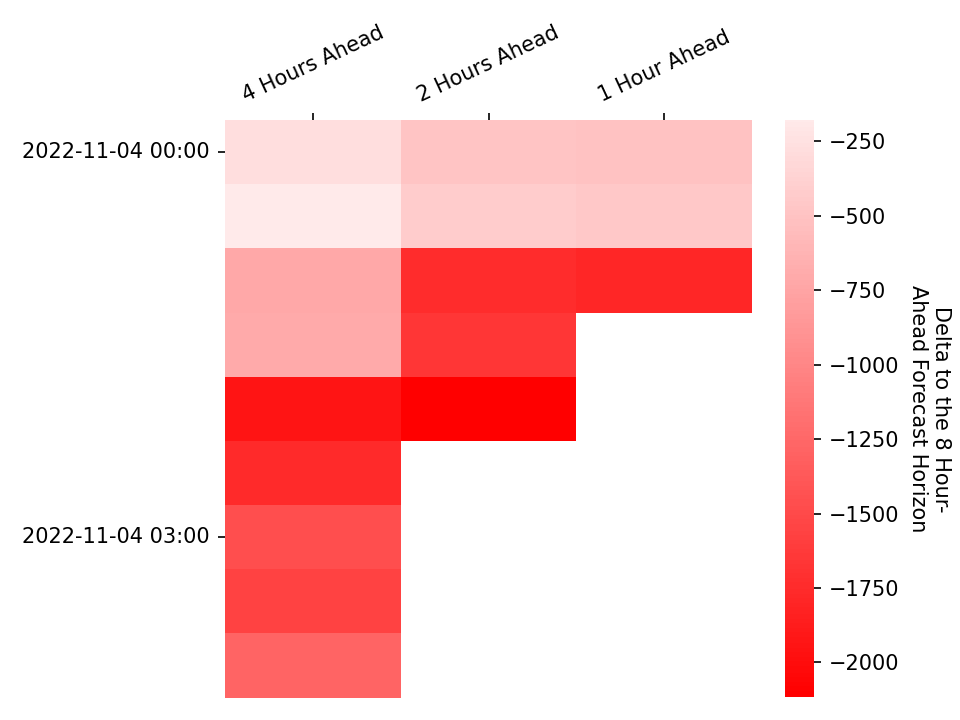 4 Hours Ahead
2 Hours Ahead
1 Hour Ahead
2022-11-04 00:00
2022-11-04 03:00
−250
−500
−750
−1000
−1250
−1500
−1750
−2000
Delta to the 8 Hour-
Ahead Forecast Horizon